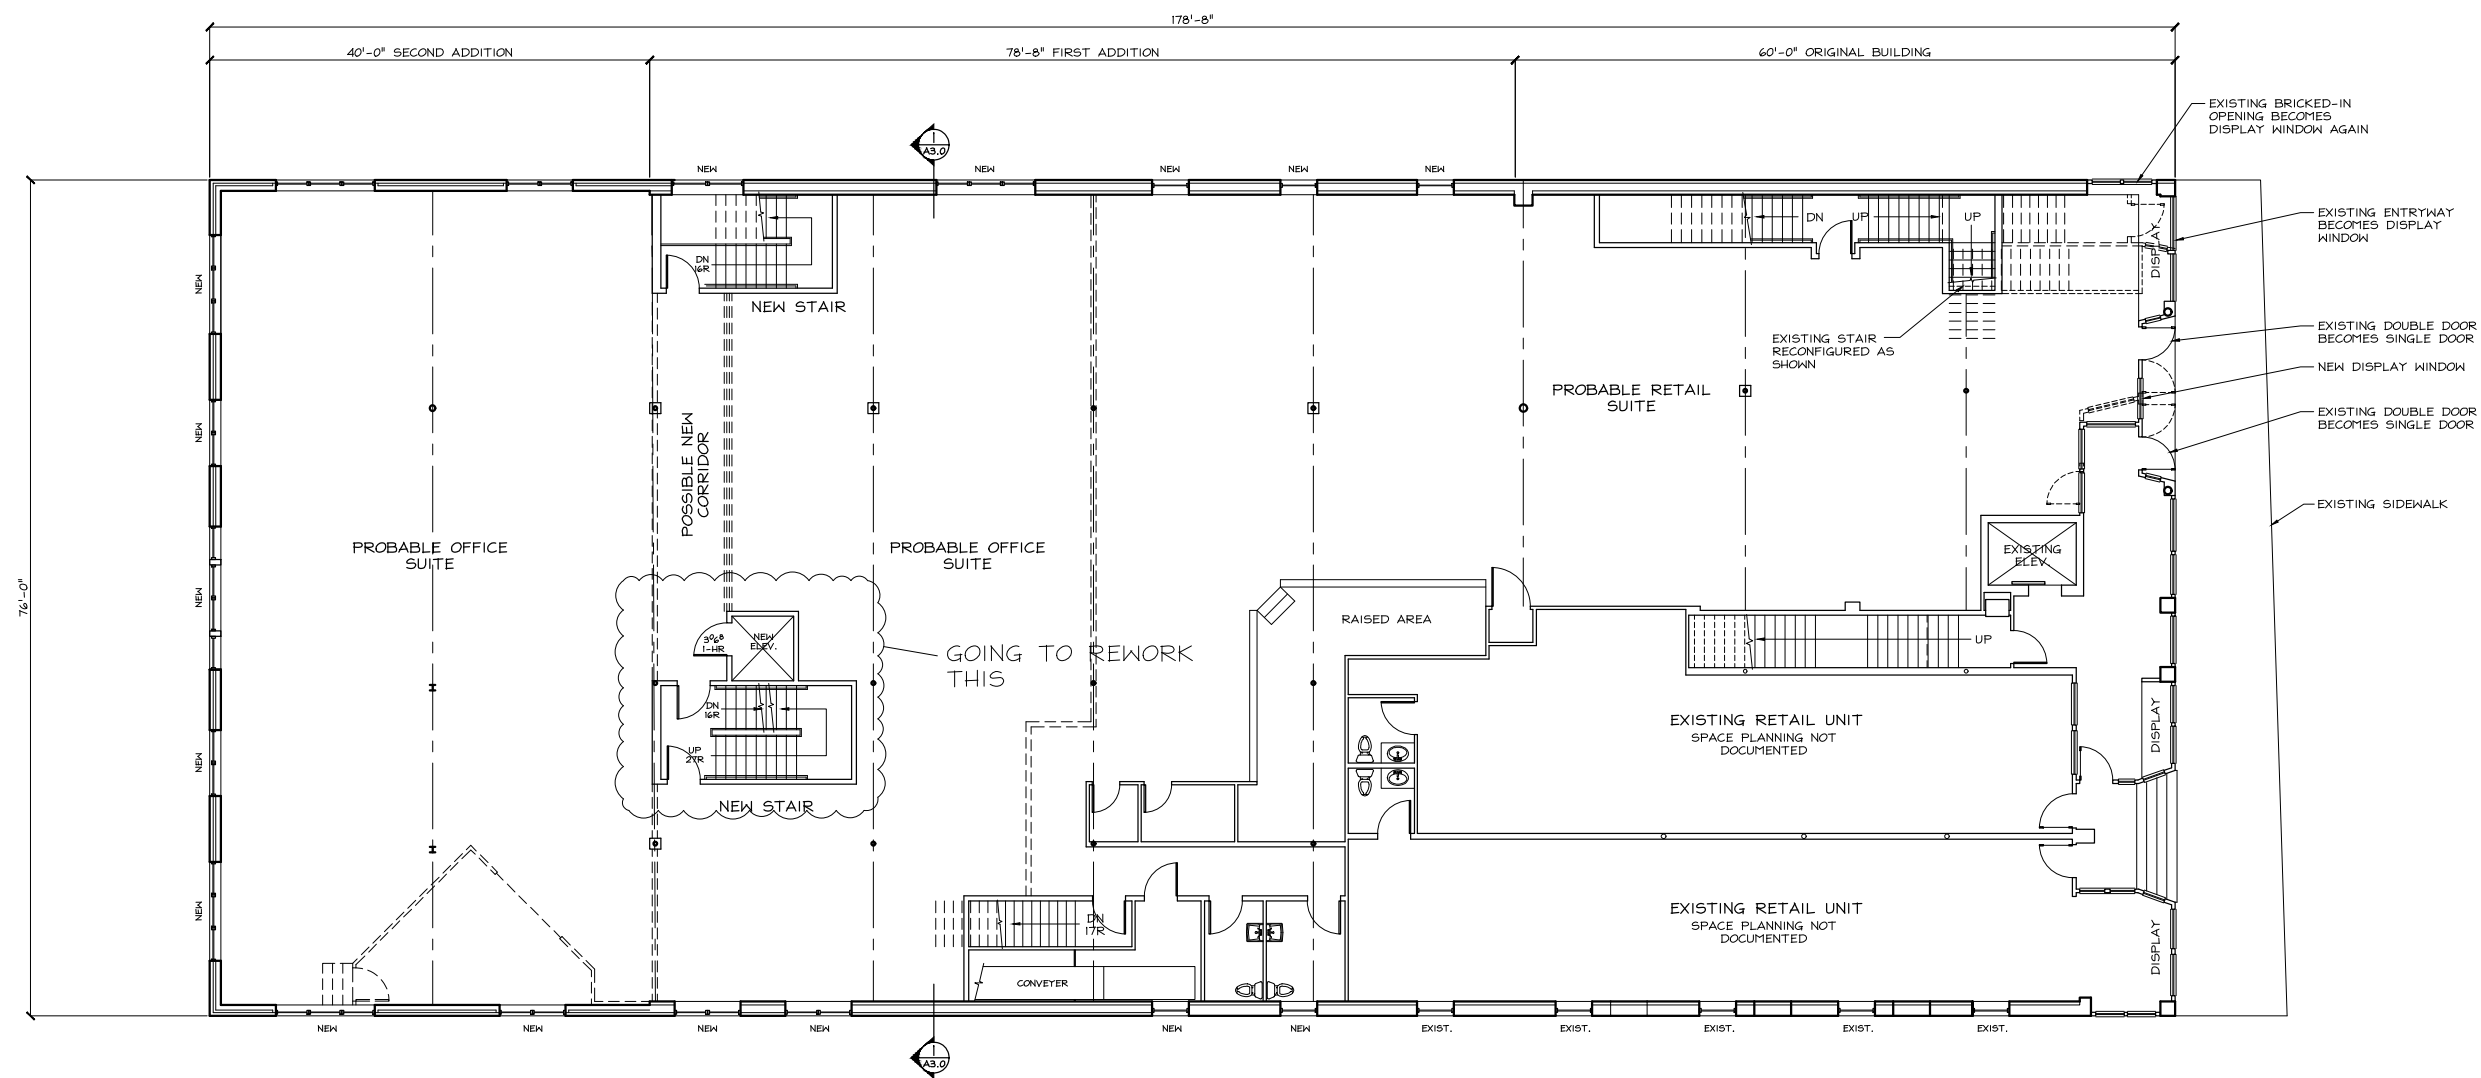 178'-8"
40'-0" SECOND ADDITION
78'-8" FIRST ADDITION
60'-0" ORIGINAL BUILDING
EXISTING BRICKED-IN
OPENING BECOMES
DISPLAY WINDOW AGAIN
1
A3.0
NEW
NEW
NEW
NEW
NEW
EXISTING ENTRYWAY
BECOMES DISPLAY
WINDOW
DN
UP
UP
DISPLAY
DN
16R
NEW STAIR
NEW
EXISTING DOUBLE DOOR
BECOMES SINGLE DOOR
EXISTING STAIR
RECONFIGURED AS
SHOWN
NEW DISPLAY WINDOW
PROBABLE RETAIL
SUITE
EXISTING DOUBLE DOOR
BECOMES SINGLE DOOR
NEW
POSSIBLE NEW
CORRIDOR
EXISTING SIDEWALK
PROBABLE OFFICE
SUITE
PROBABLE OFFICE
SUITE
EXISTING
ELEV.
76'-0"
NEW
RAISED AREA
3068
1-HR
NEW
ELEV.
UP
GOING TO REWORK
THIS
DN
16R
UP
27R
NEW STAIR
NEW
EXISTING RETAIL UNIT
SPACE PLANNING NOT
DOCUMENTED
DISPLAY
NEW
EXISTING RETAIL UNIT
SPACE PLANNING NOT
DOCUMENTED
DN
17R
DISPLAY
CONVEYER
NEW
NEW
NEW
NEW
NEW
NEW
EXIST.
EXIST.
EXIST.
EXIST.
EXIST.
1
A3.0